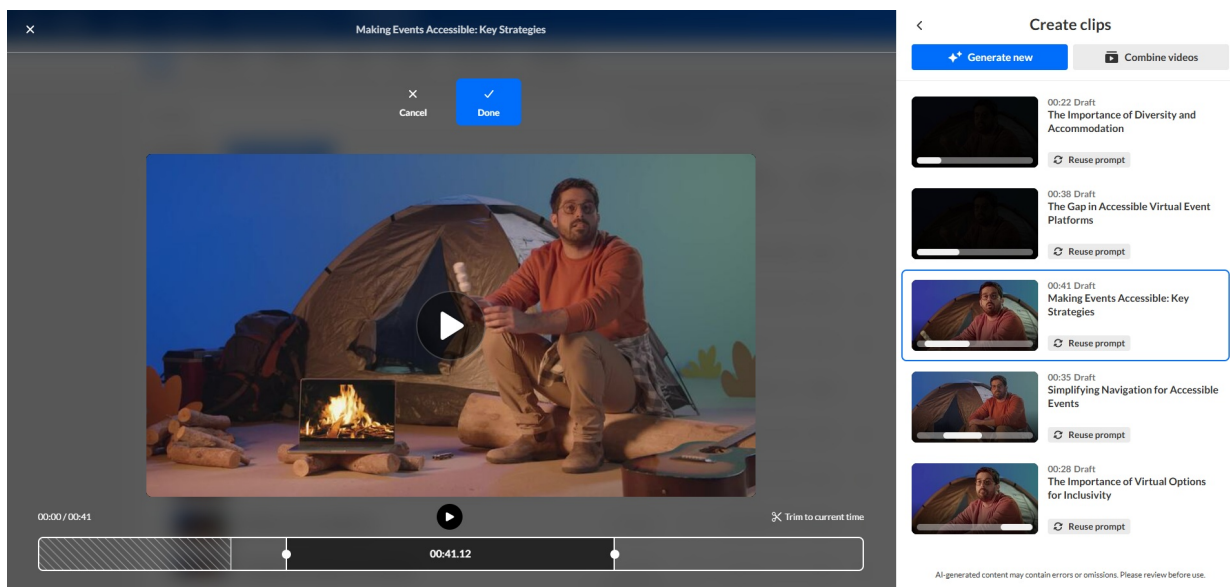 Making Events Accessible: Key Strategies
Cancel
Done
00:00 / 00:41
Trim to current time
00:41.12
Create clips
Generate new
Combine videos
00:22 Draft
The Importance of Diversity and
Accommodation
Reuse prompt
00:38 Draft
The Gap in Accessible Virtual Event
Platforms
Reuse prompt
00:41 Draft
Making Events Accessible: Key
Strategies
Reuse prompt
00:35 Draft
Simplifying Navigation for Accessible
Events
Reuse prompt
00:28 Draft
The Importance of Virtual Options
for Inclusivity
Reuse prompt
AI-generated content may contain errors or omissions. Please review before use.